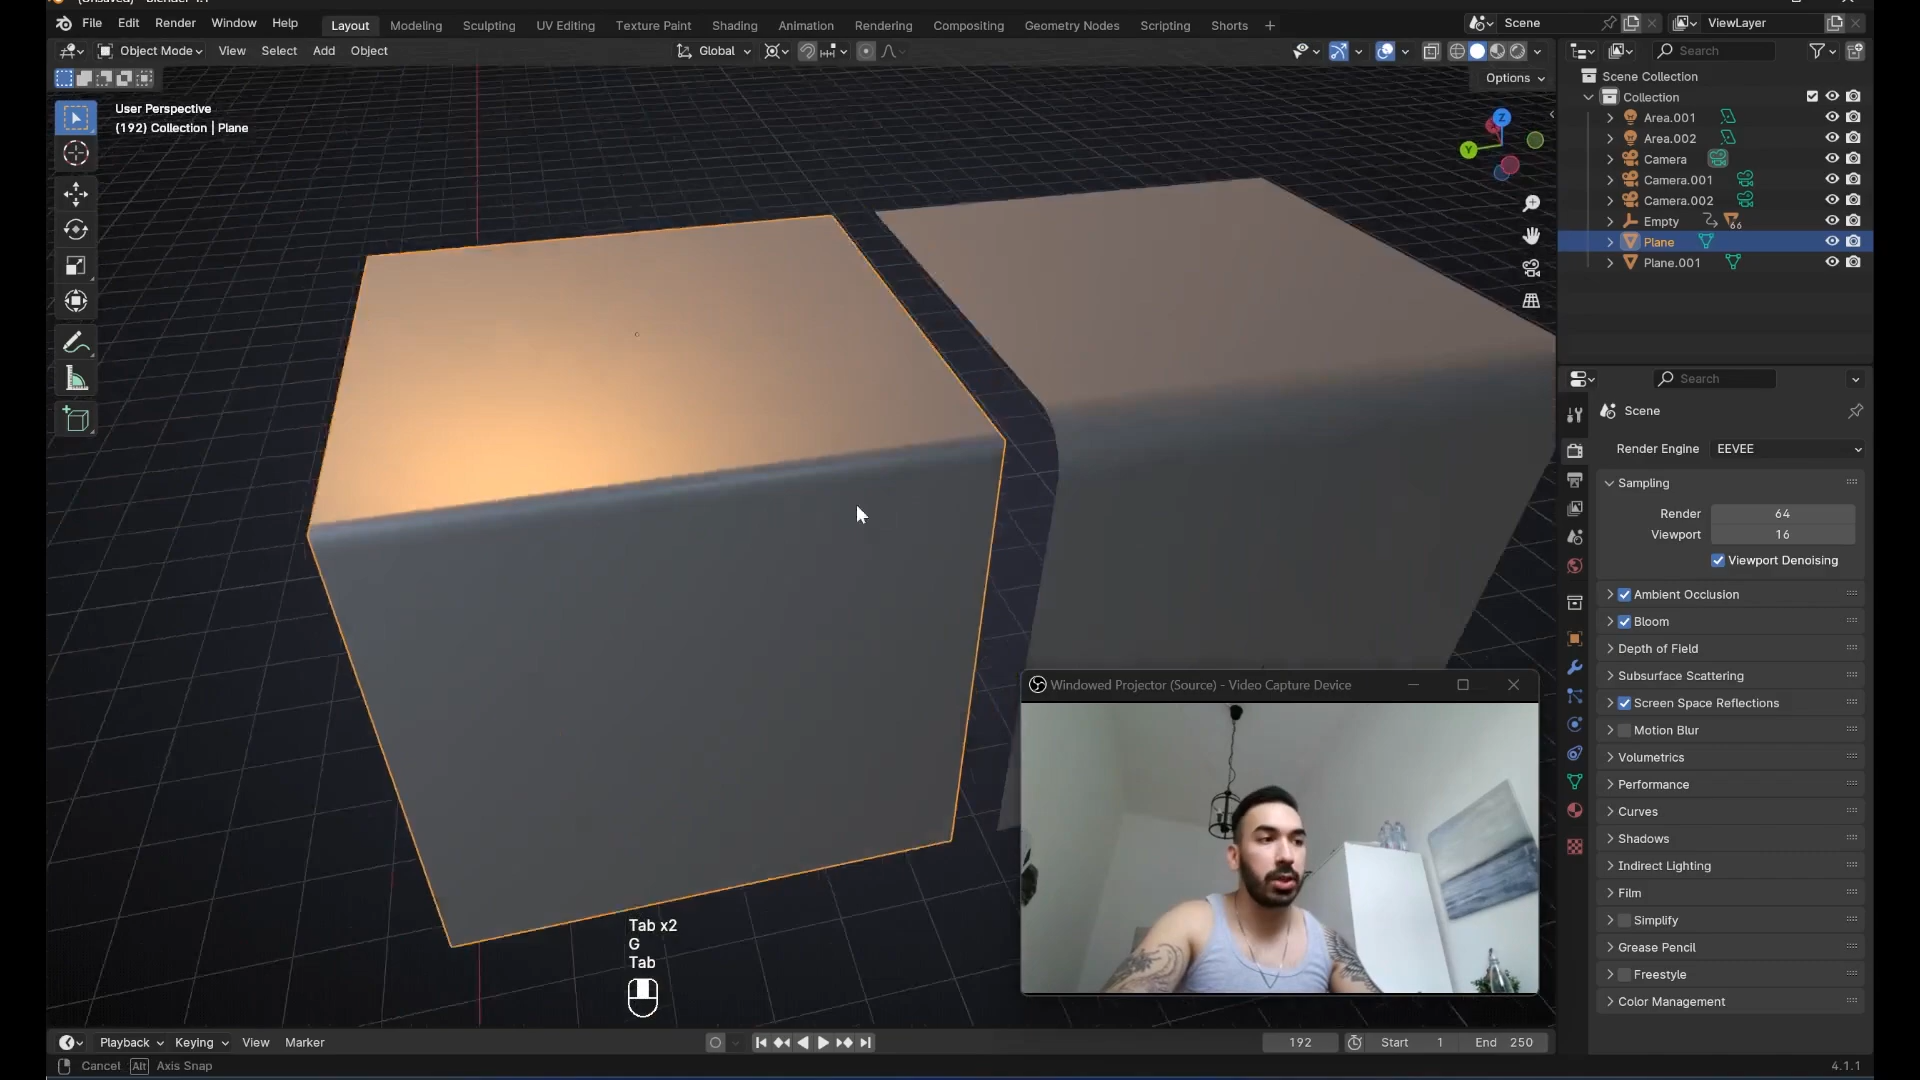 (Unsaved) - Blender 4.1
File Edit Render Window Help Layout Modeling Sculpting UV Editing Texture Paint Shading Animation Rendering Compositing Geometry Nodes Scripting Shorts + Scene ViewLayer
Object Mode View Select Add Object Global Search
Options
User Perspective
(192) Collection | Plane
Z
Y
Scene Collection
Collection
Area.001
Area.002
Camera
Camera.001
Camera.002
Empty 66
Plane
Plane.001
Search
Scene
Render Engine EEVEE
Sampling
Render 64
Viewport 16
Viewport Denoising
Ambient Occlusion
Bloom
Depth of Field
Subsurface Scattering
Screen Space Reflections
Motion Blur
Volumetrics
Performance
Curves
Shadows
Indirect Lighting
Film
Simplify
Grease Pencil
Freestyle
Color Management
Windowed Projector (Source) - Video Capture Device
Tab x2
G
Tab
Playback Keying View Marker 192 Start 1 End 250
Cancel Alt Axis Snap 4.1.1